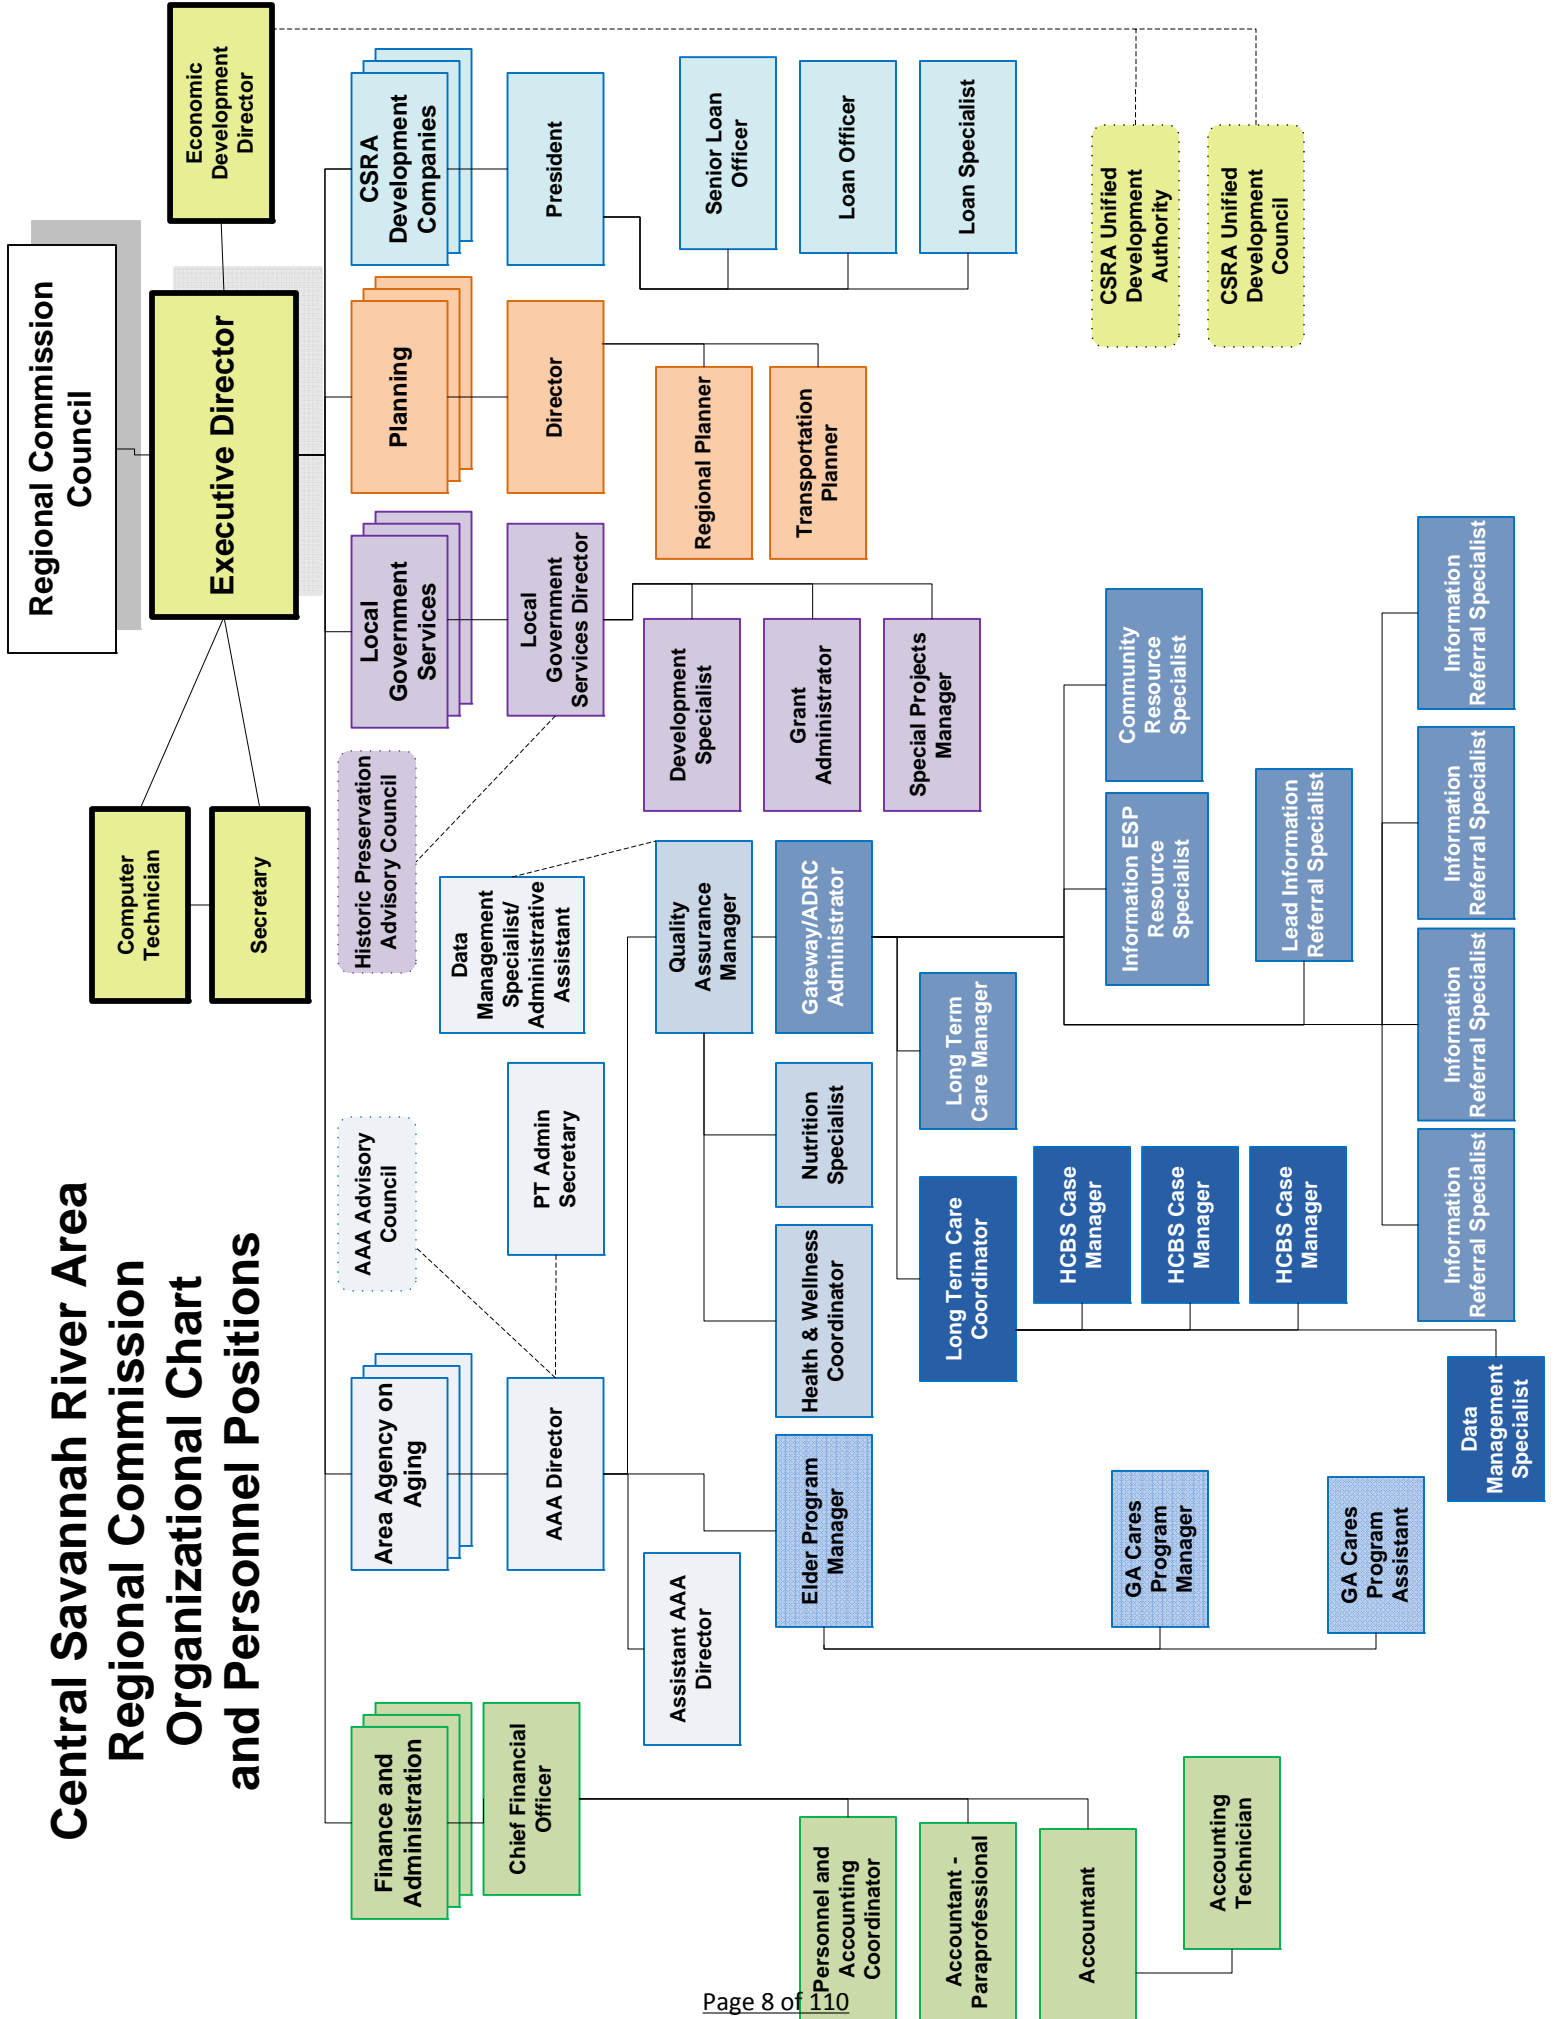 Central Savannah River Area
Regional Commission
Organizational Chart
and Personnel Positions
Regional Commission
Council
Executive Director
Economic
Development
Director
Computer
Technician
Secretary
Finance and
Administration
Chief Financial
Officer
Personnel and
Accounting
Coordinator
Accountant -
Paraprofessional
Accountant
Accounting
Technician
Area Agency on
Aging
AAA Advisory
Council
AAA Director
PT Admin
Secretary
Assistant AAA
Director
Data
Management
Specialist/
Administrative
Assistant
Quality
Assurance
Manager
Elder Program
Manager
GA Cares
Program
Manager
GA Cares
Program
Assistant
Health & Wellness
Coordinator
Nutrition
Specialist
Gateway/ADRC
Administrator
Long Term Care
Coordinator
Long Term
Care Manager
HCBS Case
Manager
HCBS Case
Manager
HCBS Case
Manager
Data
Management
Specialist
Information ESP
Resource
Specialist
Community
Resource
Specialist
Lead Information
Referral Specialist
Information
Referral Specialist
Information
Referral Specialist
Information
Referral Specialist
Information
Referral Specialist
Historic Preservation
Advisory Council
Local
Government
Services
Local
Government
Services Director
Development
Specialist
Grant
Administrator
Special Projects
Manager
Planning
Director
Regional Planner
Transportation
Planner
CSRA
Development
Companies
President
Senior Loan
Officer
Loan Officer
Loan Specialist
CSRA Unified
Development
Authority
CSRA Unified
Development
Council
Page 8 of 110